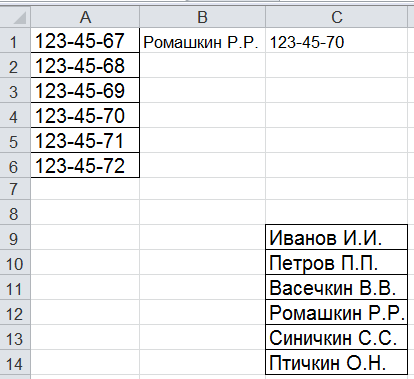 A B C
1 123-45-67 Ромашкин Р.Р. 123-45-70
2 123-45-68
3 123-45-69
4 123-45-70
5 123-45-71
6 123-45-72
7
8
9 Иванов И.И.
10 Петров П.П.
11 Васечкин В.В.
12 Ромашкин Р.Р.
13 Синичкин С.С.
14 Птичкин О.Н.